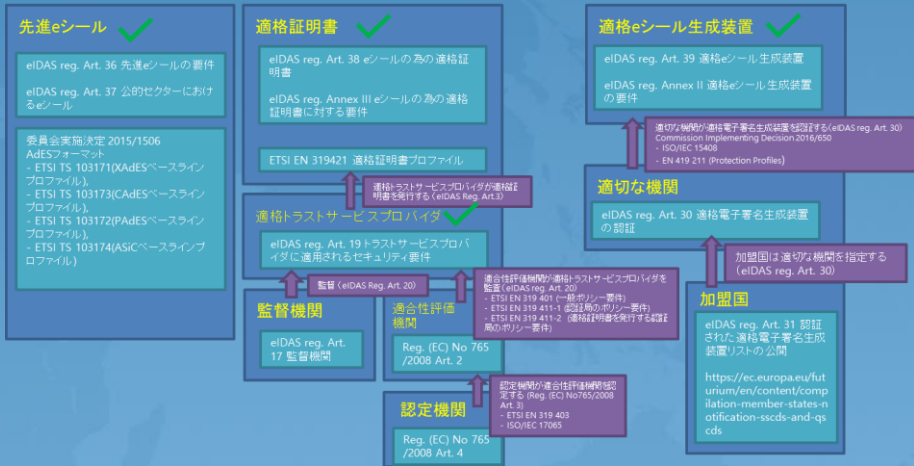 先進eシール
eIDAS reg. Art. 36 先進eシールの要件
eIDAS reg. Art. 37 公的セクターにおけ
るeシール
委員会実施決定 2015/1506
AdESフォーマット
- ETSI TS 103171(XAdESベースライン
プロファイル),
- ETSI TS 103173(CAdESベースライン
プロファイル),
- ETSI TS 103172(PAdESベースライン
プロファイル),
- ETSI TS 103174(ASiCベースラインプ
ロファイル)
適格証明書
eIDAS reg. Art. 38 eシールの為の適格証
明書
eIDAS reg. Annex III eシールの為の適格
証明書に対する要件
ETSI EN 319421 適格証明書プロファイル
適格トラストサービスプロバイダが適格証
明書を発行する(eIDAS Reg.Art.3)
適格トラストサービスプロバイダ
eIDAS reg. Art. 19 トラストサービスプロバ
イダに適用されるセキュリティ要件
監督 (eIDAS Reg. Art. 20)
監督機関
eIDAS reg. Art.
17 監督機関
適合性評価機関が適格トラストサービスプロバイダを
監査(eIDAS reg. Art. 20)
- ETSI EN 319 401 (一般ポリシー要件)
- ETSI EN 319 411-1 (認証局のポリシー要件)
- ETSI EN 319 411-2 (適格証明書を発行する認証
局のポリシー要件)
適合性評価
機関
Reg. (EC) No 765
/2008 Art. 2
認定機関が適合性評価機関を認
定する (Reg. (EC) No765/2008
Art. 3)
- ETSI EN 319 403
- ISO/IEC 17065
認定機関
Reg. (EC) No 765
/2008 Art. 4
適格eシール生成装置
eIDAS reg. Art. 39 適格eシール生成装置
eIDAS reg. Annex II 適格eシール生成装置
の要件
適切な機関が適格電子署名生成装置を認証する(eIDAS reg. Art. 30)
Commission Implementing Decision 2016/650
- ISO/IEC 15408
- EN 419 211 (Protection Profiles)
適切な機関
eIDAS reg. Art. 30 適格電子署名生成装置
の認証
加盟国は適切な機関を指定する
(eIDAS reg. Art. 30)
加盟国
eIDAS reg. Art. 31 認証
された適格電子署名生成
装置リストの公開
https://ec.europa.eu/fut
urium/en/content/comp
ilation-member-states-n
otification-sscds-and-qs
cds